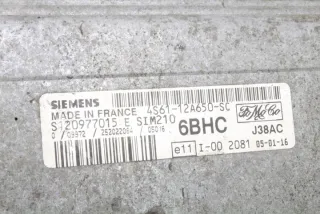 SIEMENS
MADE IN FRANCE 4S61-12A650-SC
S120977015 E SIM210
6BHC
FoMoCo
J38AC
e11 I-00 2081 05-01-16